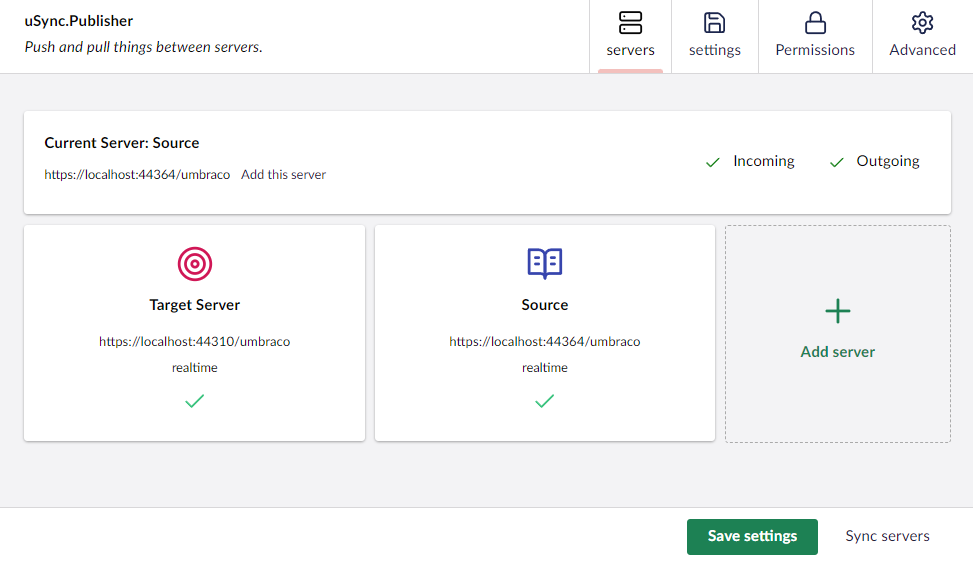 uSync.Publisher
Push and pull things between servers.
servers
settings
Permissions
Advanced
Current Server: Source
https://localhost:44364/umbraco Add this server
Incoming
Outgoing
Target Server
https://localhost:44310/umbraco
realtime
Source
https://localhost:44364/umbraco
realtime
Add server
Save settings
Sync servers